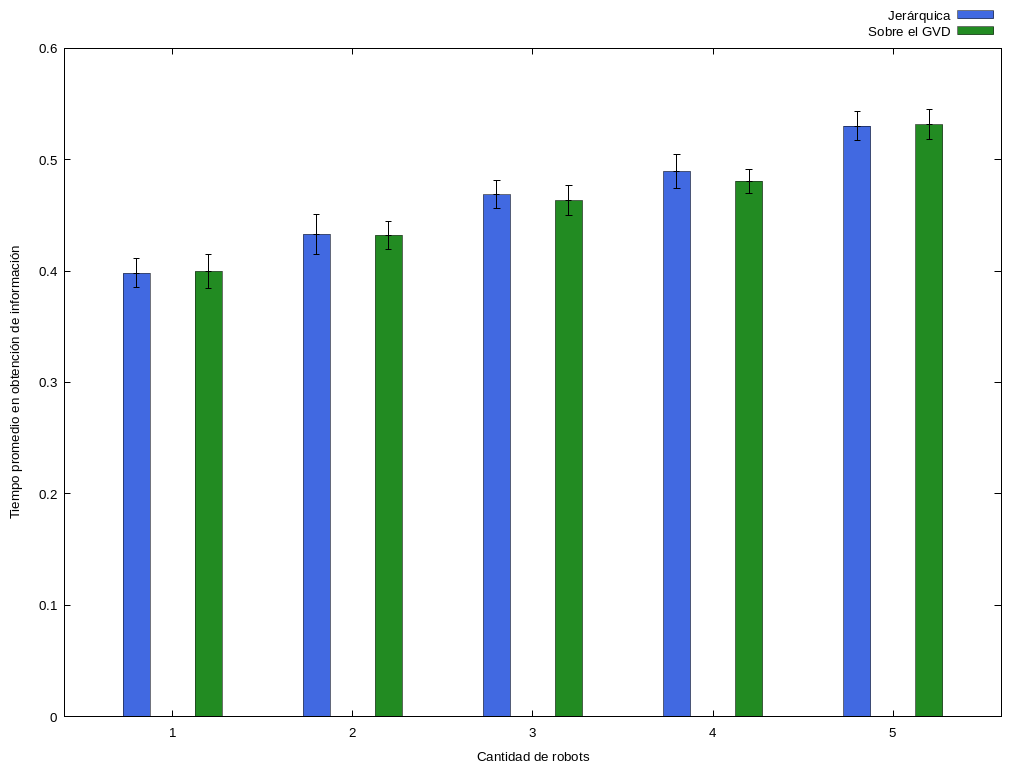 Jerárquica
Sobre el GVD
0.6
0.5
0.4
0.3
0.2
0.1
0
Tiempo promedio en obtención de información
1 2 3 4 5
Cantidad de robots